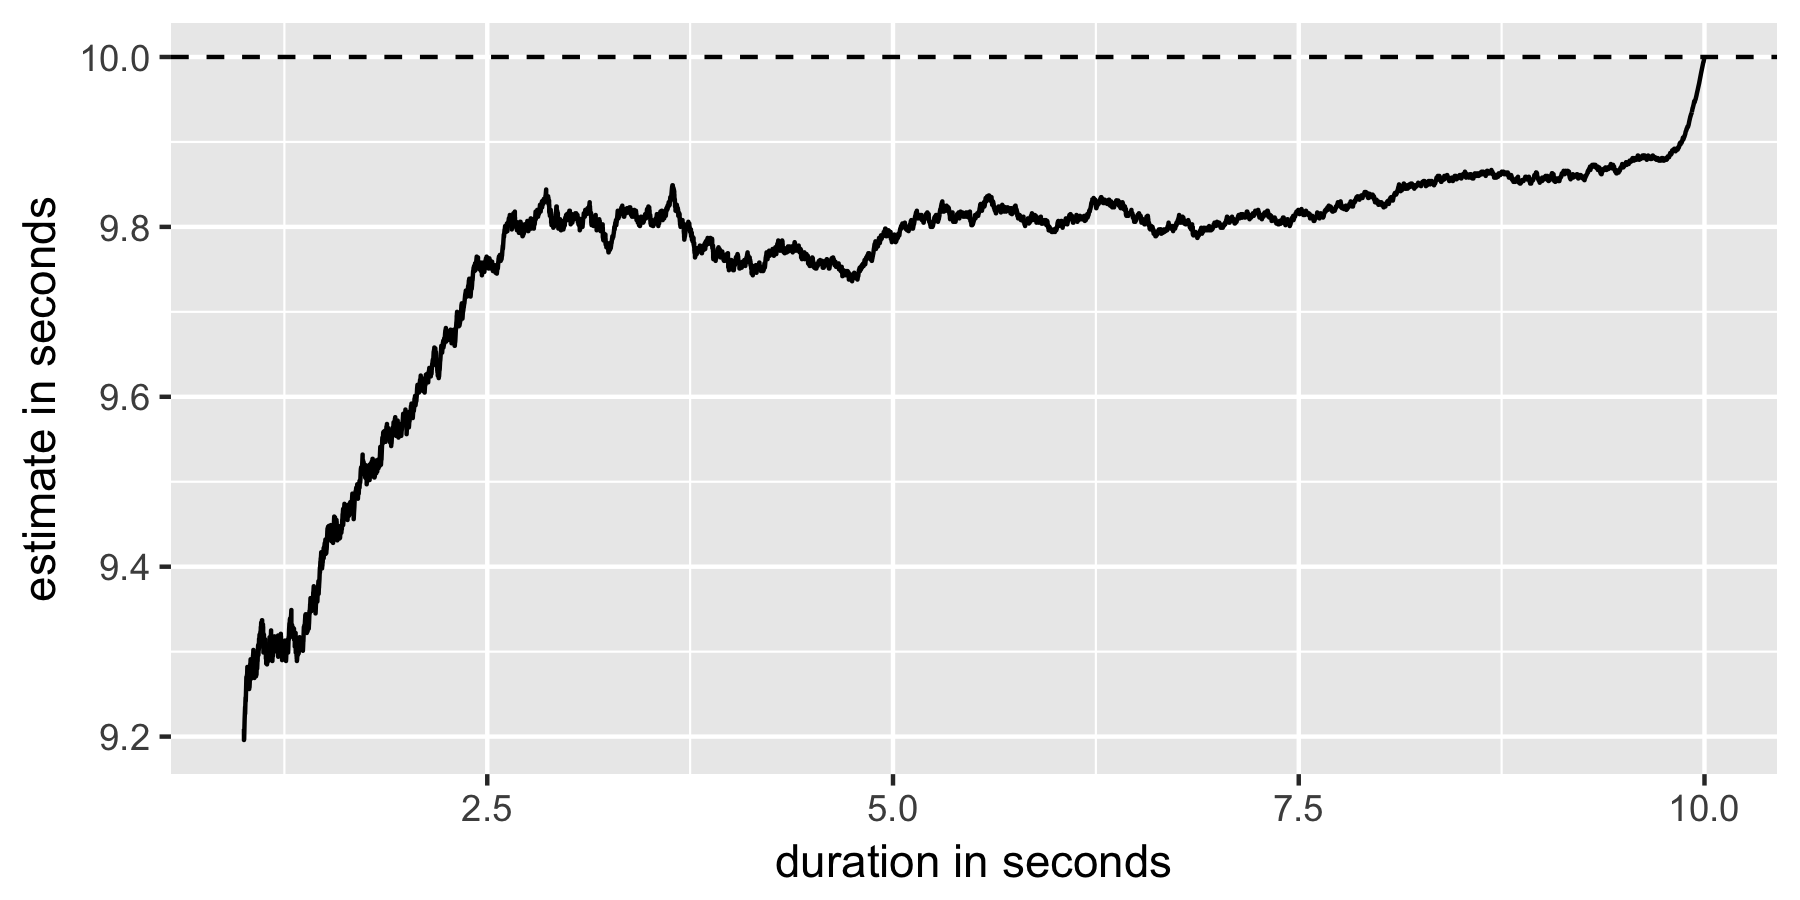 10.0
9.8
9.6
9.4
9.2
estimate in seconds
2.5 5.0 7.5 10.0
duration in seconds